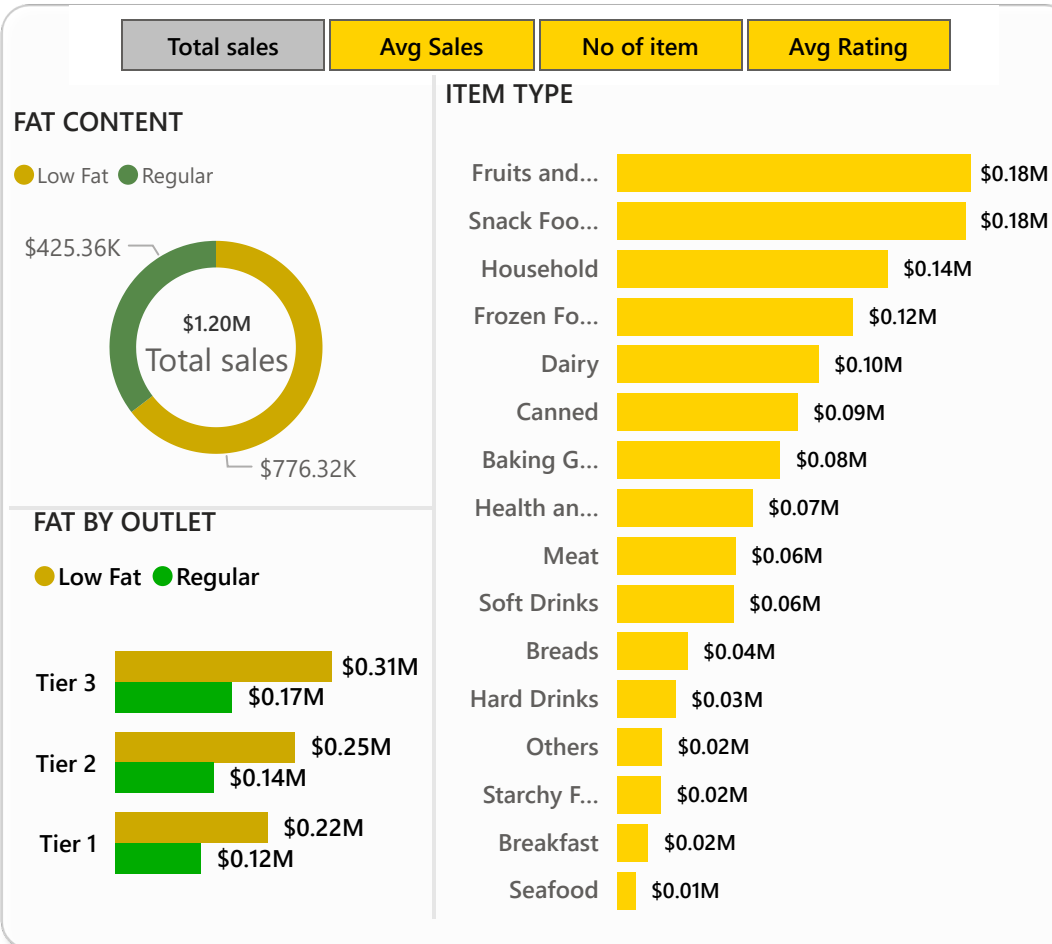 Total sales
Avg Sales
No of item
Avg Rating
FAT CONTENT
Low Fat Regular
$425.36K
$1.20M
Total sales
$776.32K
FAT BY OUTLET
Low Fat Regular
Tier 3 $0.31M
$0.17M
Tier 2 $0.25M
$0.14M
Tier 1 $0.22M
$0.12M
ITEM TYPE
Fruits and... $0.18M
Snack Foo... $0.18M
Household $0.14M
Frozen Fo... $0.12M
Dairy $0.10M
Canned $0.09M
Baking G... $0.08M
Health an... $0.07M
Meat $0.06M
Soft Drinks $0.06M
Breads $0.04M
Hard Drinks $0.03M
Others $0.02M
Starchy F... $0.02M
Breakfast $0.02M
Seafood $0.01M